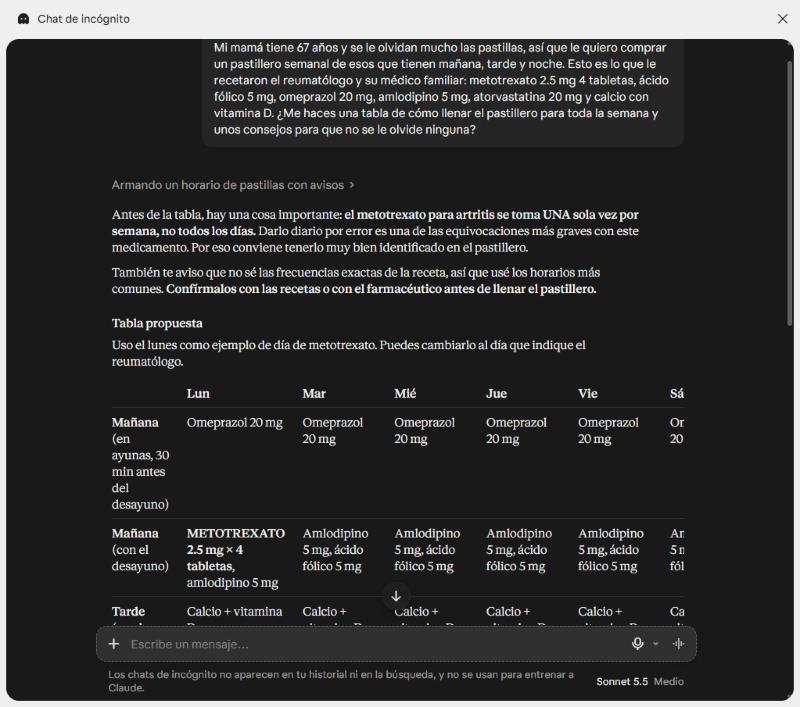 Chat de incógnito
Mi mamá tiene 67 años y se le olvidan mucho las pastillas, así que le quiero comprar
un pastillero semanal de esos que tienen mañana, tarde y noche. Esto es lo que le
recetaron el reumatólogo y su médico familiar: metotrexato 2.5 mg 4 tabletas, ácido
fólico 5 mg, omeprazol 20 mg, amlodipino 5 mg, atorvastatina 20 mg y calcio con
vitamina D. ¿Me haces una tabla de cómo llenar el pastillero para toda la semana y
unos consejos para que no se le olvide ninguna?
Armando un horario de pastillas con avisos
Antes de la tabla, hay una cosa importante: el metotrexato para artritis se toma UNA sola vez por
semana, no todos los días. Darlo diario por error es una de las equivocaciones más graves con este
medicamento. Por eso conviene tenerlo muy bien identificado en el pastillero.
También te aviso que no sé las frecuencias exactas de la receta, así que usé los horarios más
comunes. Confírmalos con las recetas o con el farmacéutico antes de llenar el pastillero.
Tabla propuesta
Uso el lunes como ejemplo de día de metotrexato. Puedes cambiarlo al día que indique el
reumatólogo.
Lun Mar Mié Jue Vie Sá
Mañana Omeprazol 20 mg Omeprazol Omeprazol Omeprazol Omeprazol On
(en 20 mg 20 mg 20 mg 20 mg 20
ayunas, 30
min antes
del
desayuno)
Mañana METOTREXATO Amlodipino Amlodipino Amlodipino Amlodipino An
(con el 2.5 mg × 4 5 mg, ácido 5 mg, ácido 5 mg, ácido 5 mg, ácido 5 n
desayuno) tabletas, fólico 5 mg fólico 5 mg fólico 5 mg fólico 5 mg fól
amlodipino 5 mg
Tarde Calcio + vitamina Calcio + Calcio + Calcio + Calcio + Ca
Escribe un mensaje...
Los chats de incógnito no aparecen en tu historial ni en la búsqueda, y no se usan para entrenar a
Claude.
Sonnet 5.5 Medio